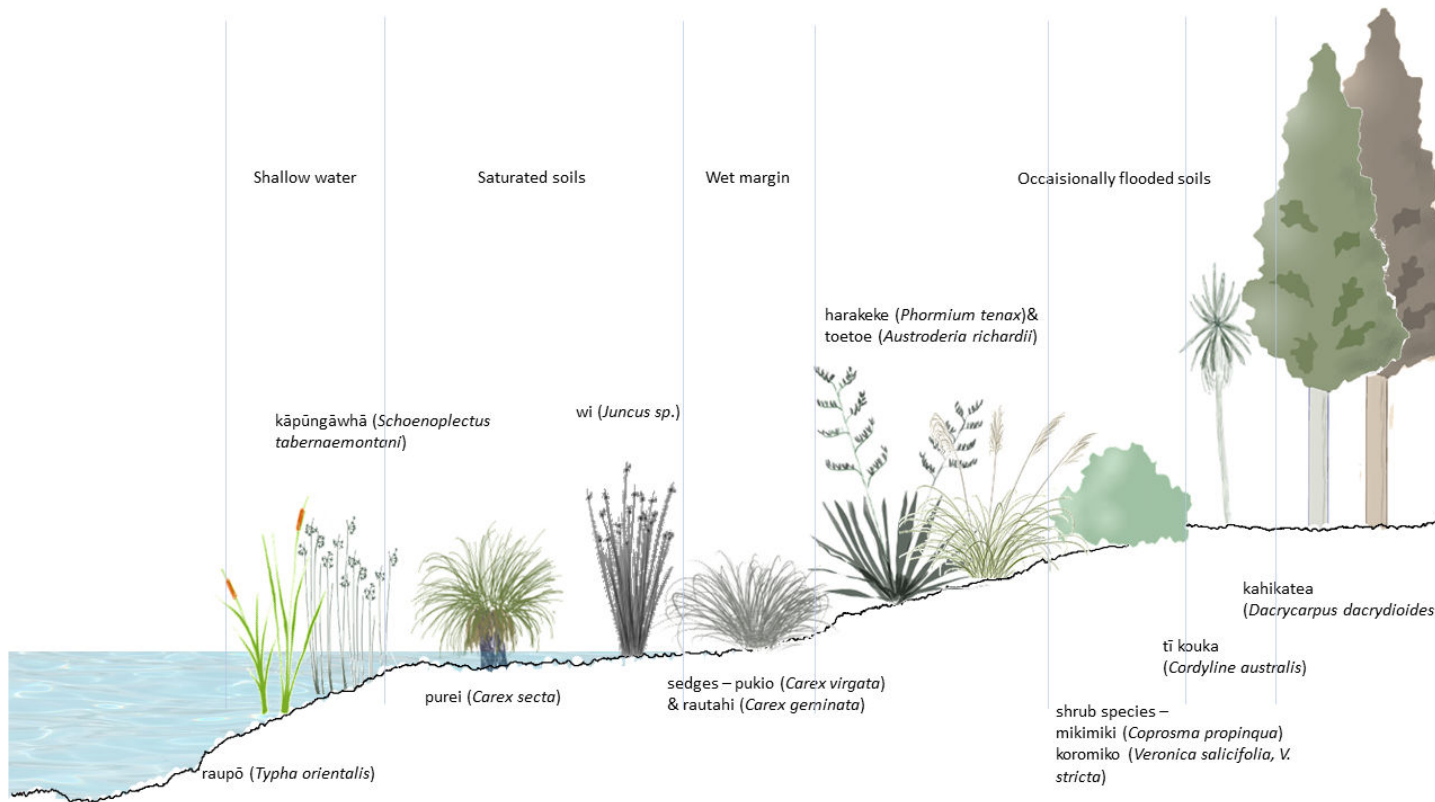 Shallow water
Saturated soils
Wet margin
Occaisionally flooded soils
harakeke (Phormium tenax)&
toetoe (Austroderia richardii)
kāpūngāwhā (Schoenoplectus
tabernaemontani)
wi (Juncus sp.)
kahikatea
(Dacrycarpus dacrydioides
tī kouka
(Cordyline australis)
purei (Carex secta)
sedges – pukio (Carex virgata)
& rautahi (Carex geminata)
shrub species –
mikimiki (Coprosma propinqua)
koromiko (Veronica salicifolia, V.
stricta)
raupō (Typha orientalis)